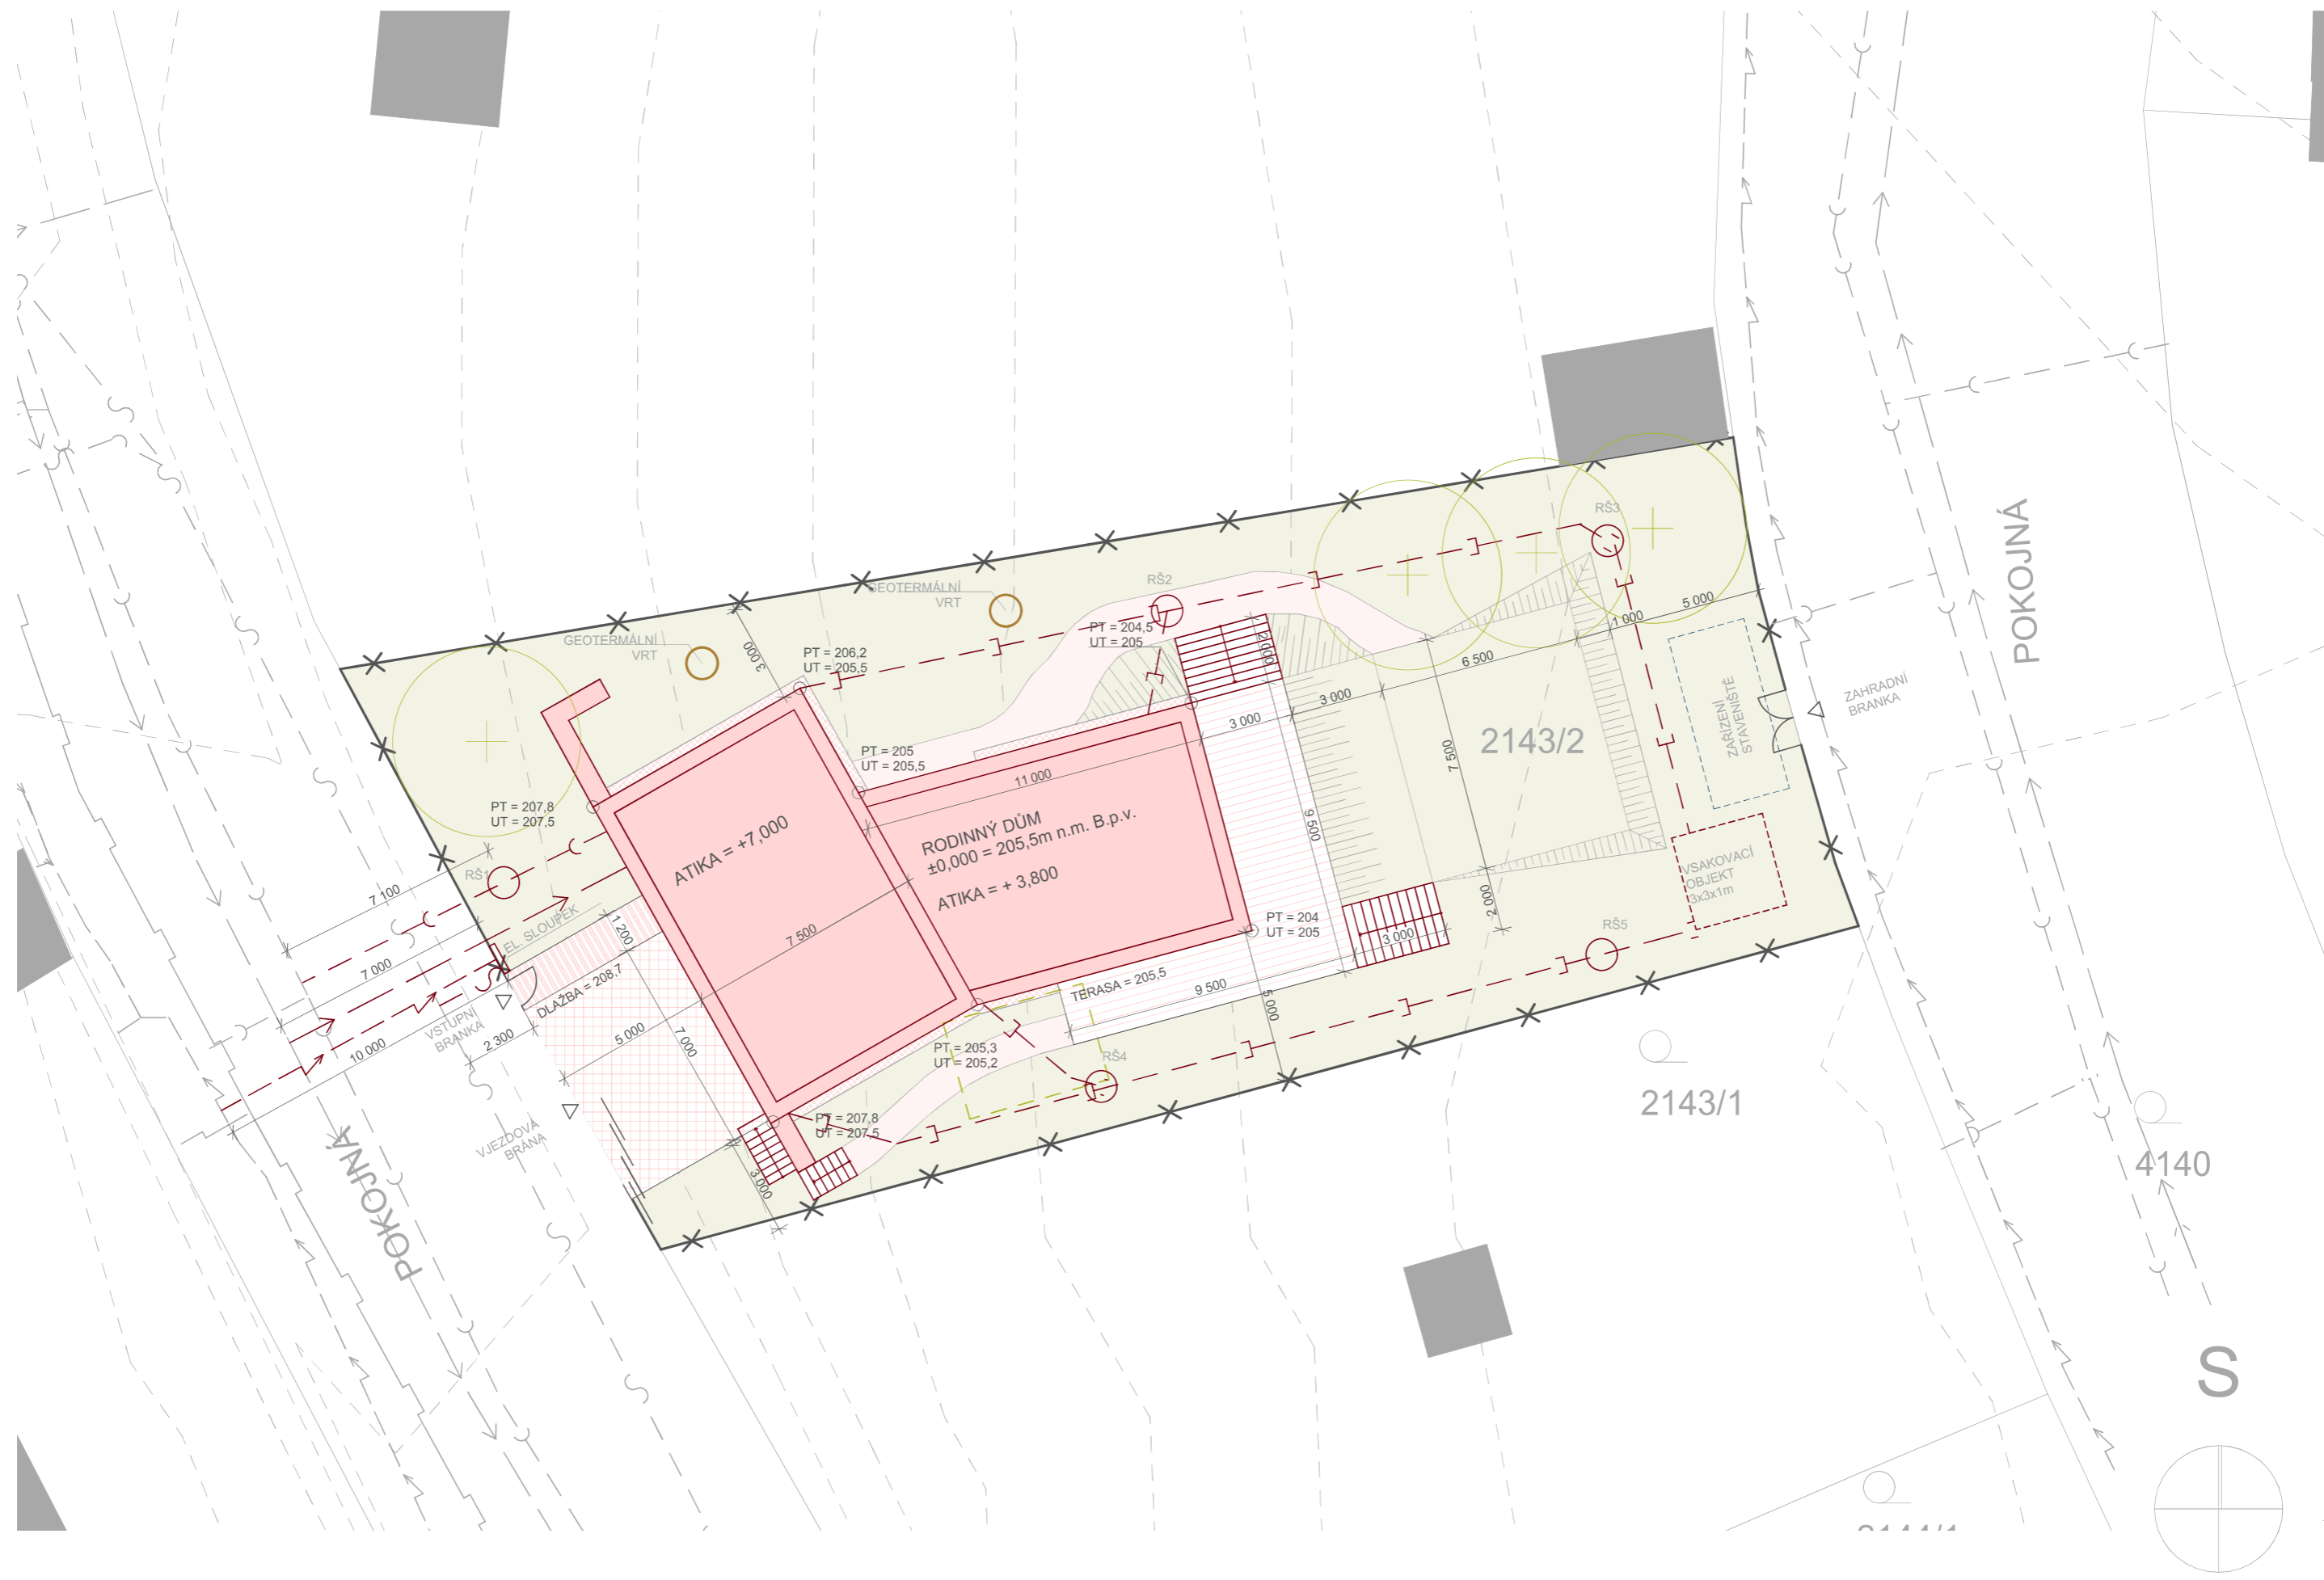 RŠ3
POKOJNÁ
GEOTERMÁLNÍ
VRT
RŠ2
5 000
1 000
PT = 204,5
UT = 205
GEOTERMÁLNÍ
VRT
3 000
PT = 206,2
UT = 205,5
2 000
6 500
3 000
3 000
ZAHRADNÍ
BRANKA
ZAŘÍZENÍ
STAVENIŠTĚ
2143/2
7 500
PT = 205
UT = 205,5
11 000
PT = 207,8
UT = 207,5
RODINNÝ DŮM
±0,000 = 205,5m n.m. B.p.v.
ATIKA = + 3,800
ATIKA = +7,000
9 500
VSAKOVACÍ
OBJEKT
3x3x1m
RŠ1
7 100
EL. SLOUPEK
1 200
7 500
2 000
PT = 204
UT = 205
RŠ5
3 000
7 000
DLAŽBA = 208,7
TERASA = 205,5
9 500
5 000
VSTUPNÍ
BRANKA
10 000
2 300
5 000
7 000
PT = 205,3
UT = 205,2
RŠ4
2143/1
VJEZDOVÁ
BRÁNA
PT = 207,8
UT = 207,5
3 000
POKOJNÁ
4140
S